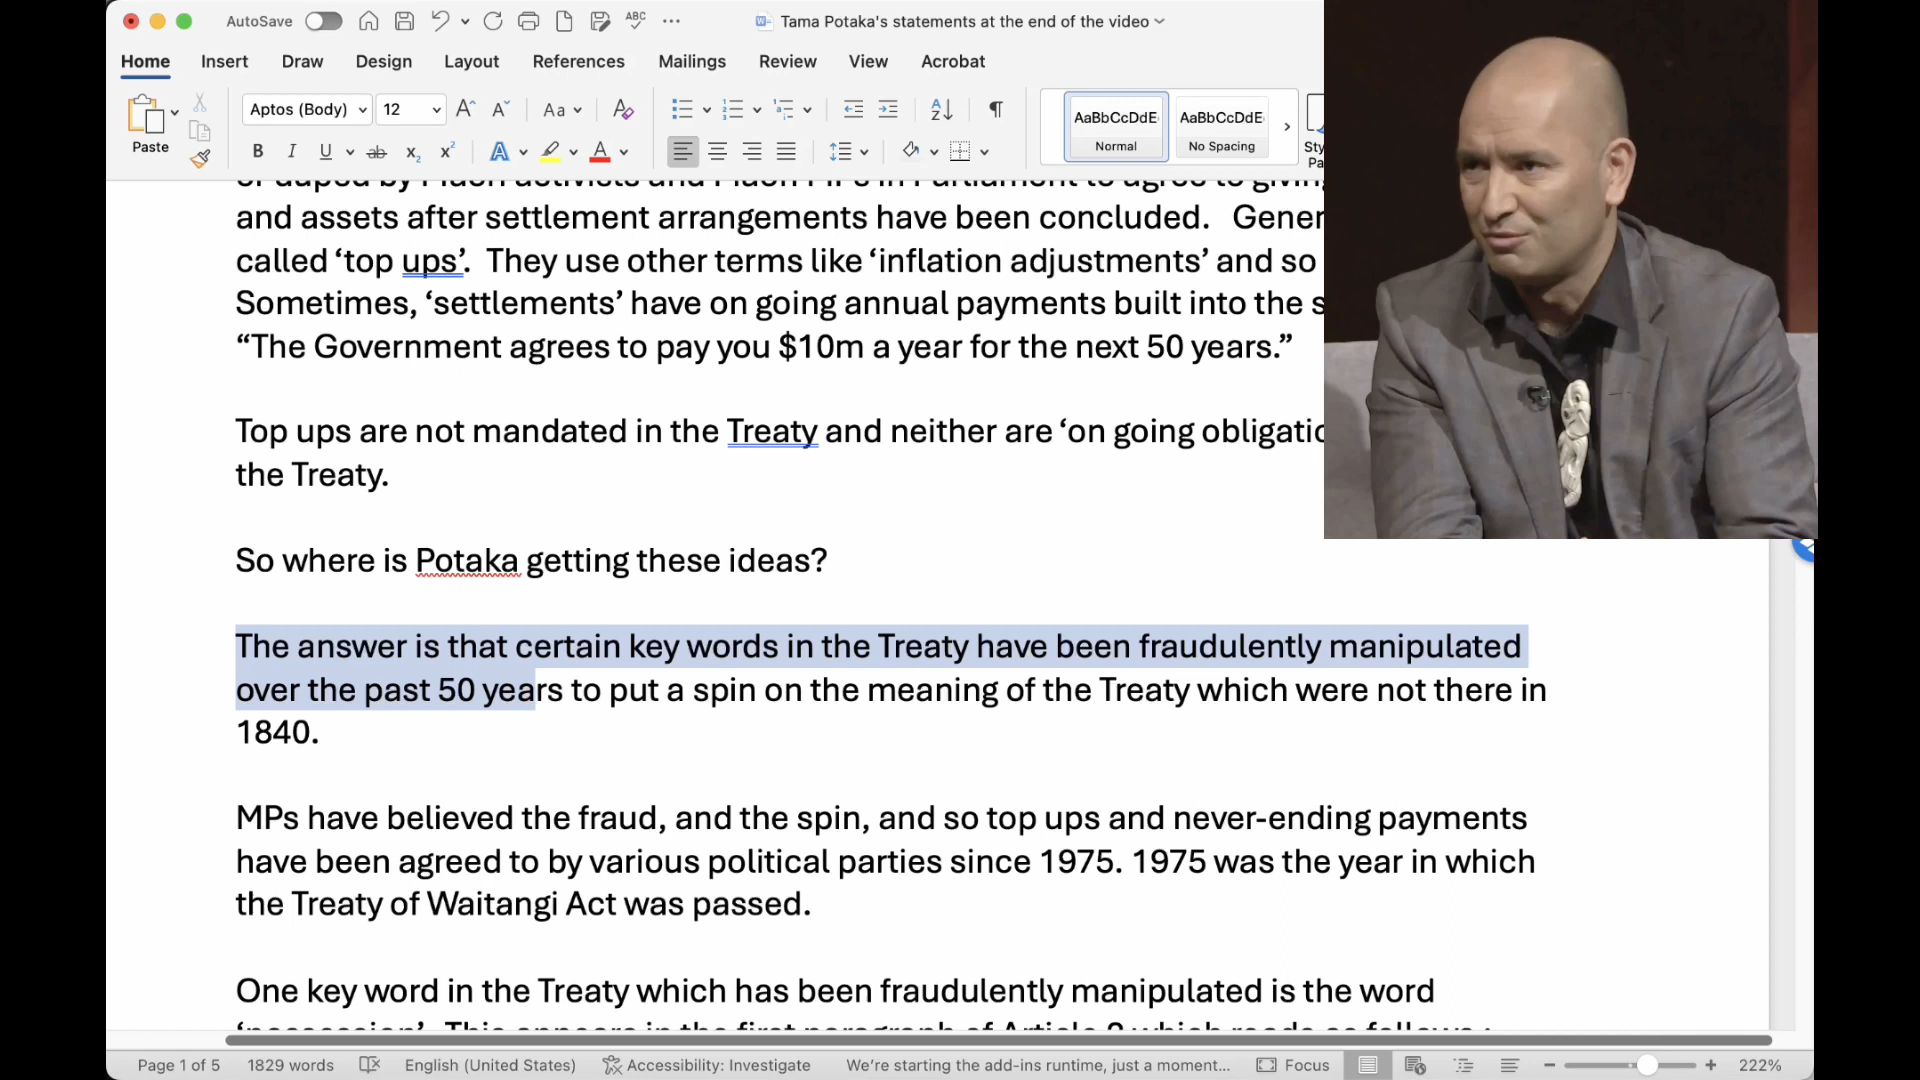 AutoSave
ABC
Tama Potaka's statements at the end of the video
Home Insert Draw Design Layout References Mailings Review View Acrobat
Paste
Aptos (Body) 12
Aa
B I U ab x₂ x² A A
AaBbCcDdE AaBbCcDdE
Normal No Spacing
and assets after settlement arrangements have been concluded. Gener
called ‘top ups’. They use other terms like ‘inflation adjustments’ and so
Sometimes, ‘settlements’ have on going annual payments built into the s
“The Government agrees to pay you $10m a year for the next 50 years.”
Top ups are not mandated in the Treaty and neither are ‘on going obligatio
the Treaty.
So where is Potaka getting these ideas?
The answer is that certain key words in the Treaty have been fraudulently manipulated
over the past 50 years to put a spin on the meaning of the Treaty which were not there in
1840.
MPs have believed the fraud, and the spin, and so top ups and never-ending payments
have been agreed to by various political parties since 1975. 1975 was the year in which
the Treaty of Waitangi Act was passed.
One key word in the Treaty which has been fraudulently manipulated is the word
Page 1 of 5 1829 words English (United States) Accessibility: Investigate We're starting the add-ins runtime, just a moment... Focus 222%